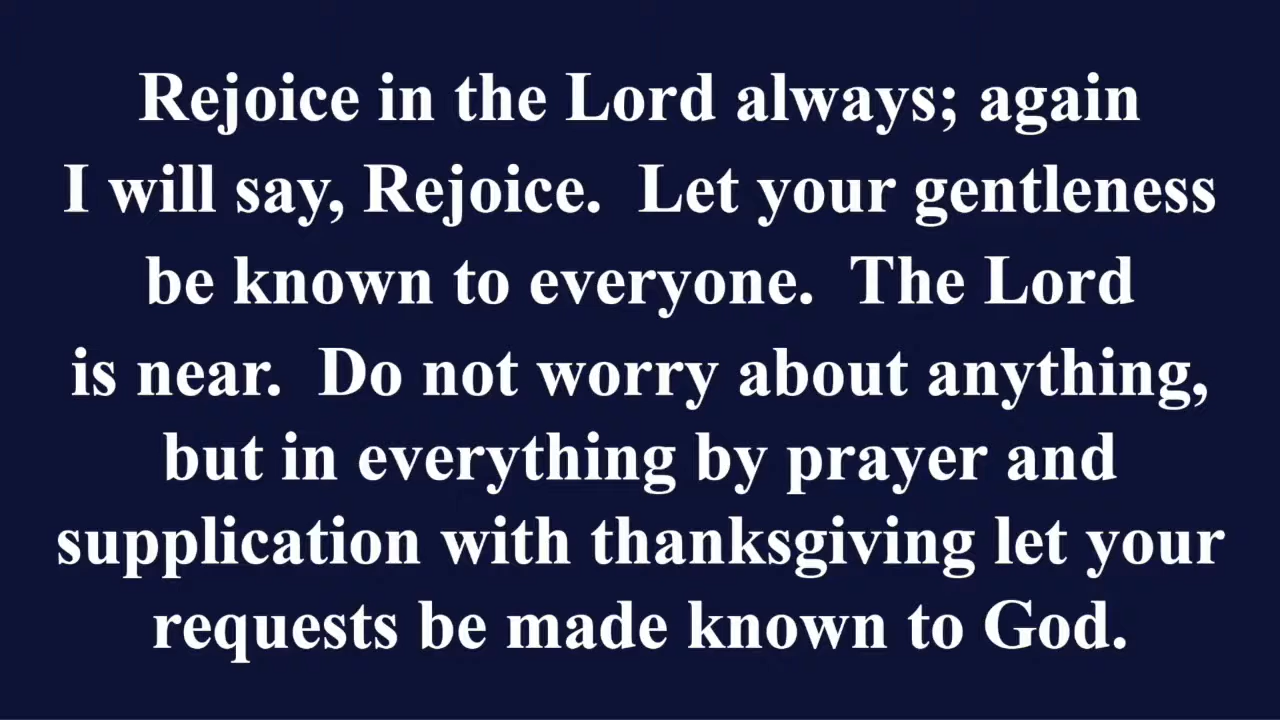 Rejoice in the Lord always; again
I will say, Rejoice.  Let your gentleness
be known to everyone.  The Lord
is near.  Do not worry about anything,
but in everything by prayer and
supplication with thanksgiving let your
requests be made known to God.